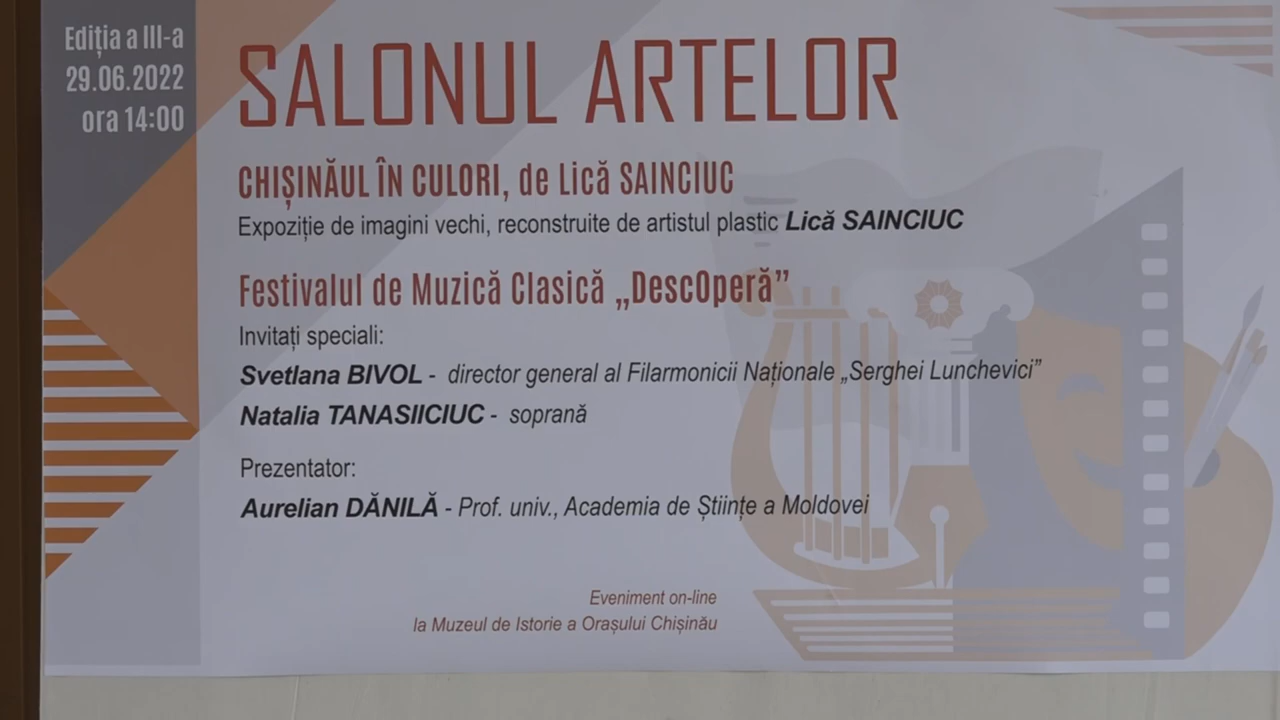 Ediția a III-a
29.06.2022
ora 14:00
SALONUL ARTELOR
CHIȘINĂUL ÎN CULORI, de Lică SAINCIUC
Expoziție de imagini vechi, reconstruite de artistul plastic Lică SAINCIUC
Festivalul de Muzică Clasică „DescOperă”
Invitați speciali:
Svetlana BIVOL - director general al Filarmonicii Naționale „Serghei Lunchevici”
Natalia TANASIICIUC - soprană
Prezentator:
Aurelian DĂNILĂ - Prof. univ., Academia de Științe a Moldovei
Eveniment on-line
la Muzeul de Istorie a Orașului Chișinău